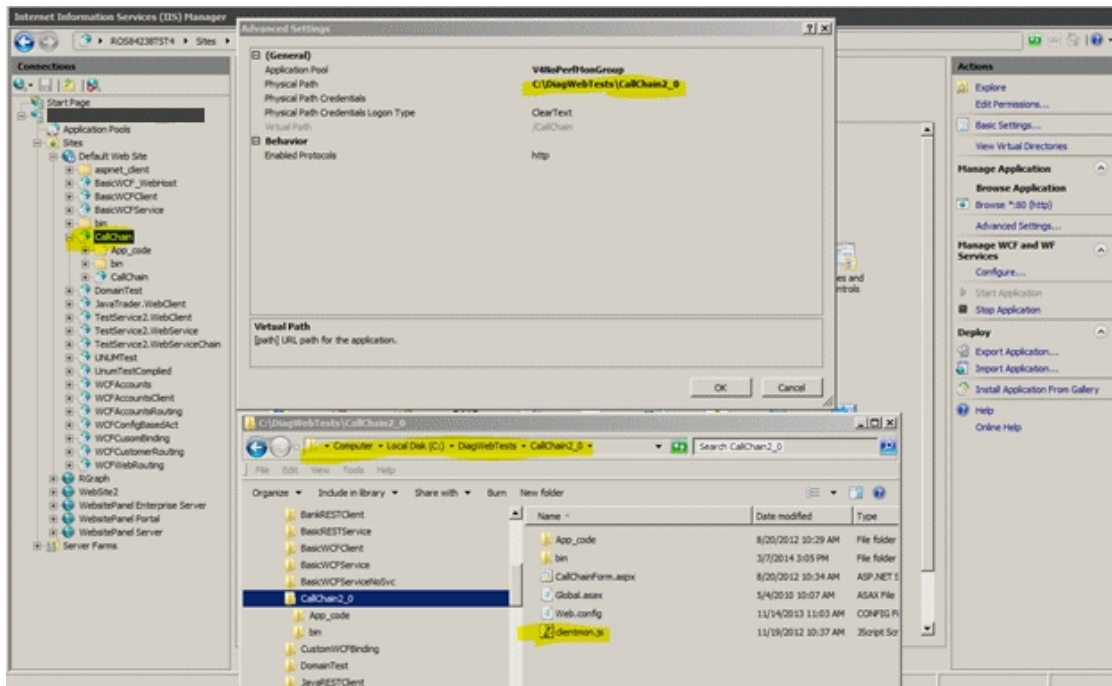 Internet Information Services (IIS) Manager
ROS84238TST4 Sites
Connections
Start Page
Application Pools
Sites
Default Web Site
aspnet_client
BasicWCF_WebHost
BasicWCFClient
BasicWCFService
bin
CallChain
App_code
bin
CallChain
DomainTest
JavaTrader.WebClient
TestService2.WebClient
TestService2.WebService
TestService2.WebServiceChain
UNUMTest
UnumTestComplied
WCFAccounts
WCFAccountsClient
WCFAccountsRouting
WCFConfigBasedAct
WCFCusomBinding
WCFCustomerRouting
WCFWebRouting
RGraph
WebSite2
WebsitePanel Enterprise Server
WebsitePanel Portal
WebsitePanel Server
Server Farms
Advanced Settings
(General)
Application Pool V4NoPerfMonGroup
Physical Path C:\DiagWebTests\CallChain2_0
Physical Path Credentials
Physical Path Credentials Logon Type ClearText
Virtual Path /CallChain
Behavior
Enabled Protocols http
Virtual Path
[path] URL path for the application.
OK Cancel
es and
ntrols
C:\DiagWebTests\CallChain2_0
Computer Local Disk (C:) DiagWebTests CallChain2_0 Search CallChain2_0
File Edit View Tools Help
Organize Include in library Share with Burn New folder
BankRESTClient
BasicRESTService
BasicWCFClient
BasicWCFService
BasicWCFServiceNoSvc
CallChain2_0
App_code
bin
CustomWCFBinding
DomainTest
JavaRESTClient
Name Date modified Type
App_code 8/20/2012 10:29 AM File folder
bin 3/7/2014 3:05 PM File folder
CallChainForm.aspx 8/20/2012 10:34 AM ASP.NET S
Global.asax 5/4/2010 10:07 AM ASAX File
Web.config 11/14/2013 11:03 AM CONFIG Fi
clientmon.js 11/19/2012 10:37 AM JScript Scr
Actions
Explore
Edit Permissions...
Basic Settings...
View Virtual Directories
Manage Application
Browse Application
Browse *:80 (http)
Advanced Settings...
Manage WCF and WF
Services
Configure...
Start Application
Stop Application
Deploy
Export Application...
Import Application...
Install Application From Gallery
Help
Online Help